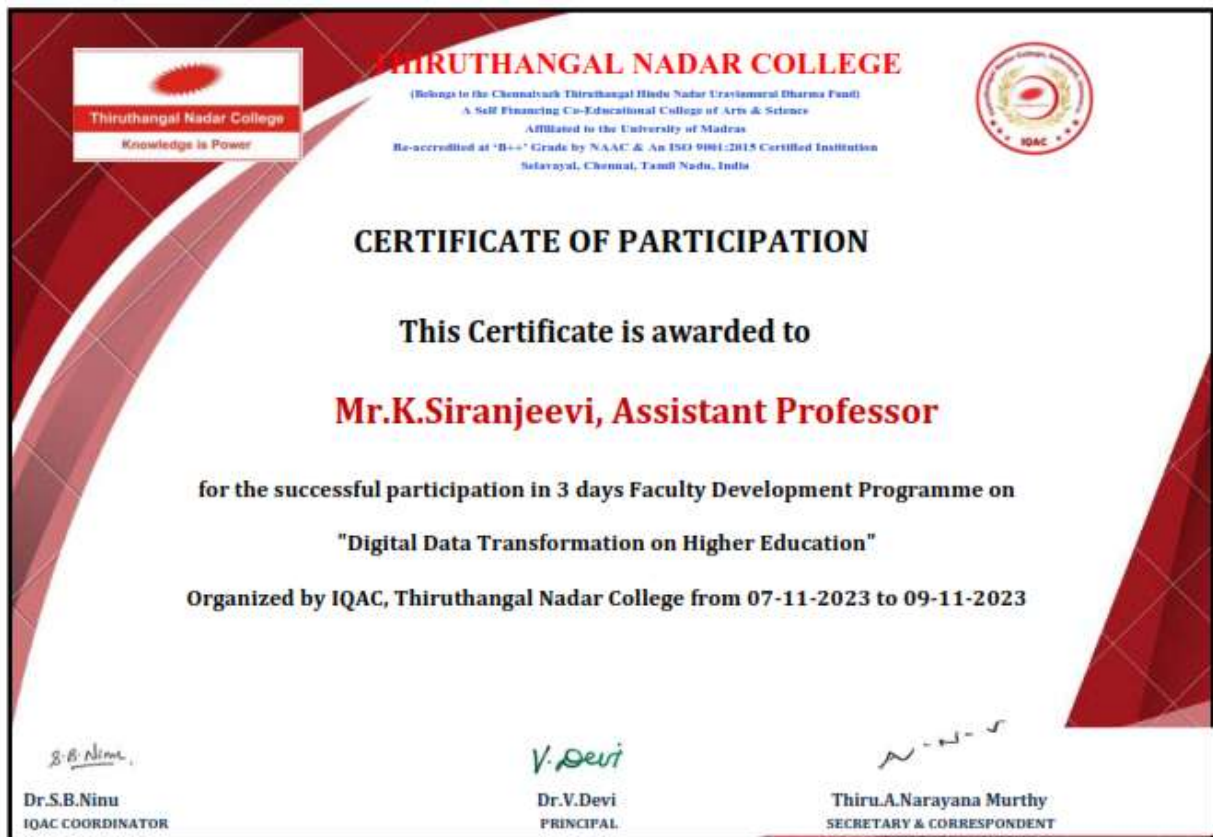 Thiruthangal Nadar College
Knowledge is Power
THIRUTHANGAL NADAR COLLEGE
(Belongs to the Chennaivazh Thiruthangal Hindu Nadar Uravinmurai Dharma Fund)
A Self Financing Co-Educational College of Arts & Science
Affiliated to the University of Madras
Re-accredited at 'B++' Grade by NAAC & An ISO 9001:2015 Certified Institution
Selavayal, Chennai, Tamil Nadu, India
IQAC
CERTIFICATE OF PARTICIPATION
This Certificate is awarded to
Mr.K.Siranjeevi, Assistant Professor
for the successful participation in 3 days Faculty Development Programme on
"Digital Data Transformation on Higher Education"
Organized by IQAC, Thiruthangal Nadar College from 07-11-2023 to 09-11-2023
S.B.Ninu.
V.Devi
A-N-
Dr.S.B.Ninu
IQAC COORDINATOR
Dr.V.Devi
PRINCIPAL
Thiru.A.Narayana Murthy
SECRETARY & CORRESPONDENT